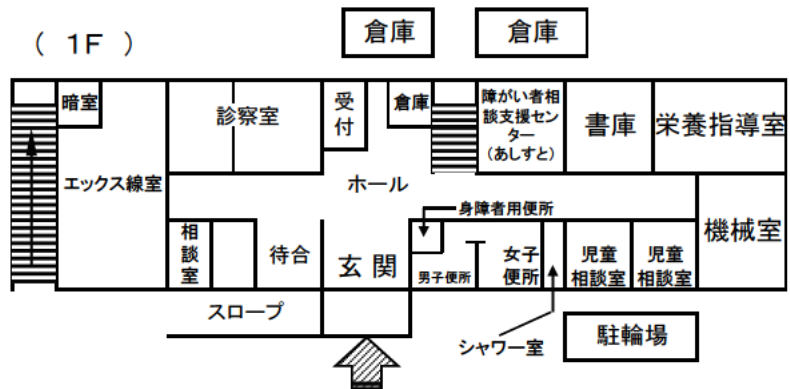 ( 1F )
倉庫
倉庫
暗室
診察室
受
付
倉庫
障がい者相
談支援セン
ター
(あしすと)
書庫
栄養指導室
エックス線室
ホール
身障者用便所
機械室
相
談
室
待合
玄関
男子便所
女子
便所
児童
相談室
児童
相談室
スロープ
シャワー室
駐輪場